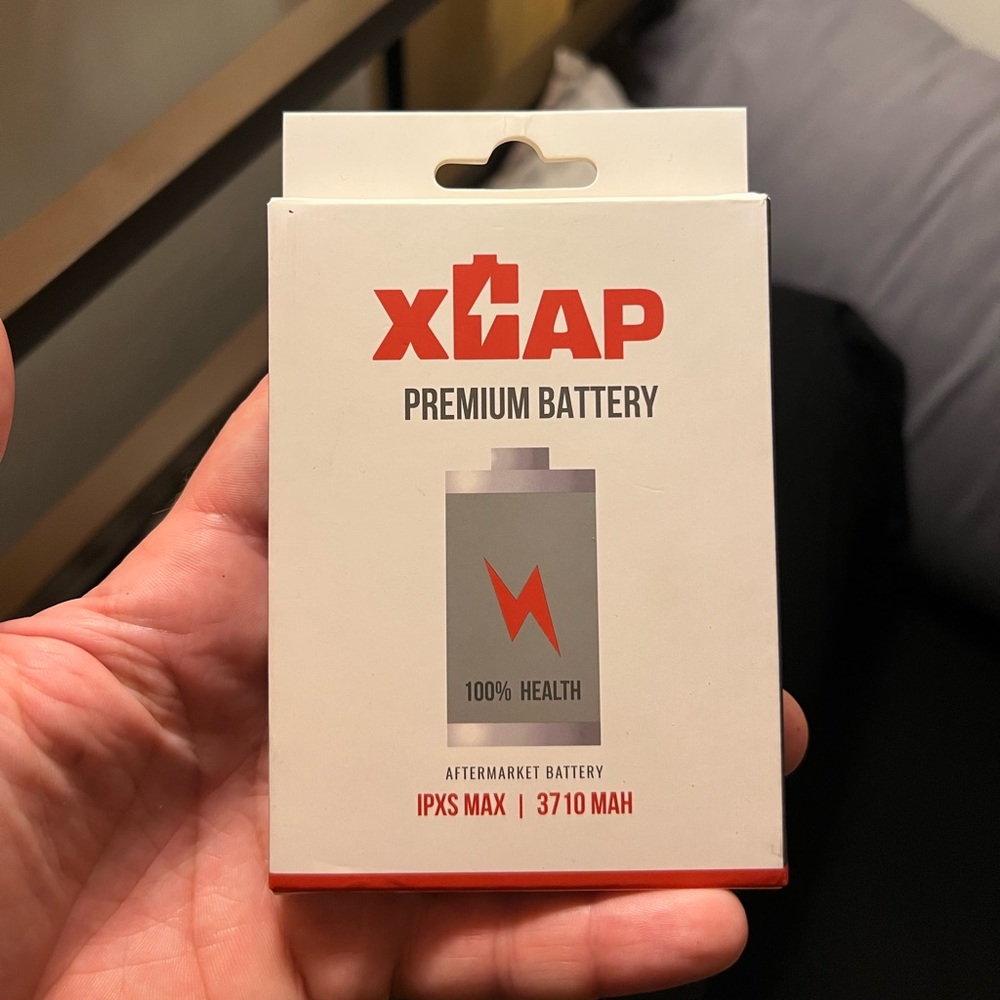 XCAP
PREMIUM BATTERY
100% HEALTH
AFTERMARKET BATTERY
IPXS MAX | 3710 MAH